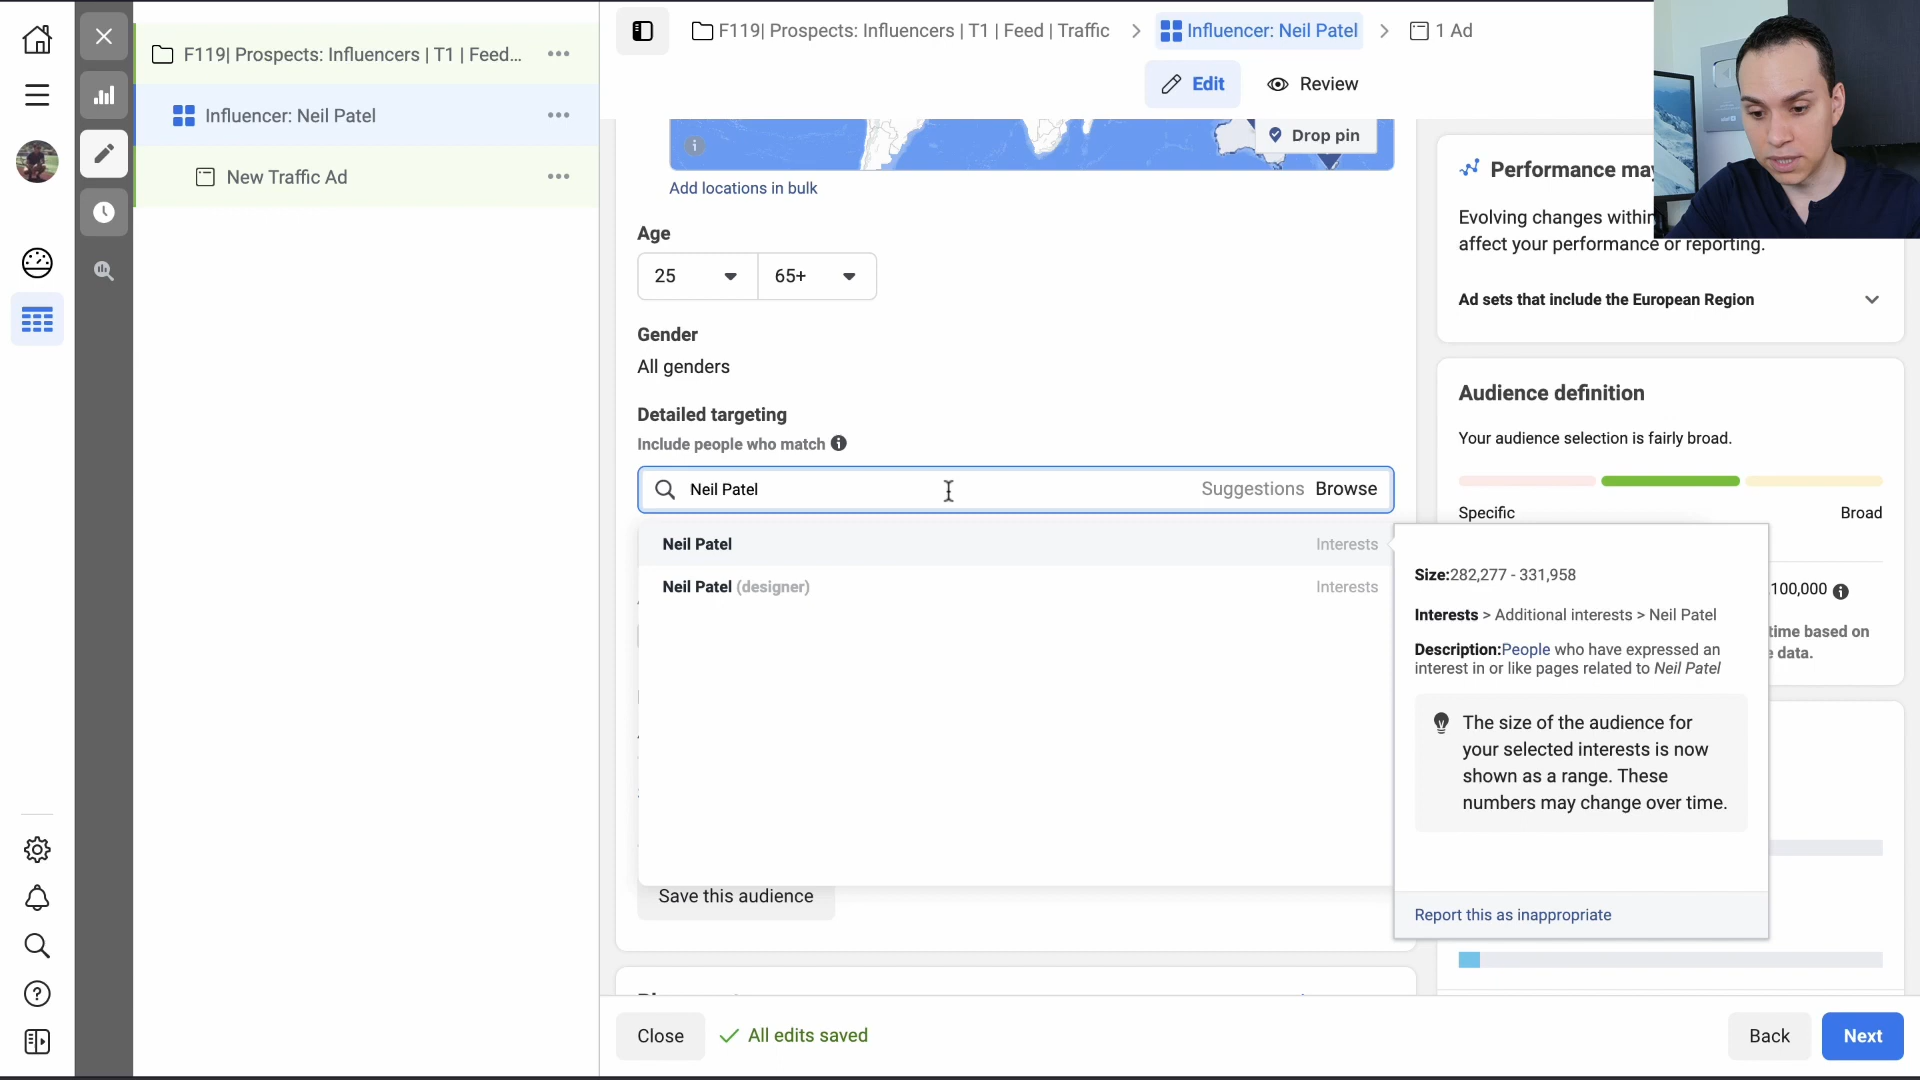 F119| Prospects: Influencers | T1 | Feed...
Influencer: Neil Patel
New Traffic Ad
F119| Prospects: Influencers | T1 | Feed | Traffic
Influencer: Neil Patel
1 Ad
Edit
Review
Drop pin
Add locations in bulk
Age
25
65+
Gender
All genders
Detailed targeting
Include people who match
Neil Patel
Suggestions
Browse
Neil Patel
Interests
Neil Patel (designer)
Interests
Save this audience
Close
All edits saved
Back
Next
Evolving changes within
affect your performance or reporting.
Performance may
Ad sets that include the European Region
Audience definition
Your audience selection is fairly broad.
Specific
Broad
100,000
time based on
data.
Size:282,277 - 331,958
Interests > Additional interests > Neil Patel
Description:People who have expressed an
interest in or like pages related to Neil Patel
The size of the audience for
your selected interests is now
shown as a range. These
numbers may change over time.
Report this as inappropriate